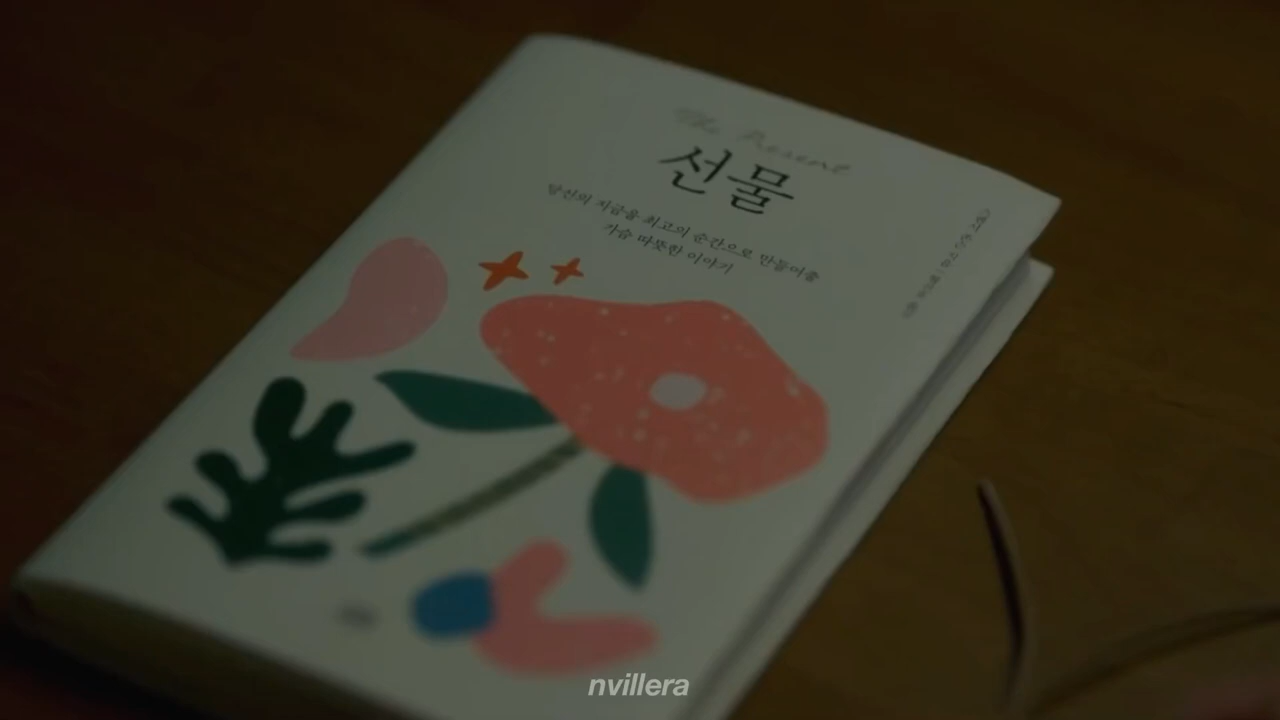 The Present
선물
당신의 지금을 최고의 순간으로 만들어줄
가슴 따뜻한 이야기
nvillera